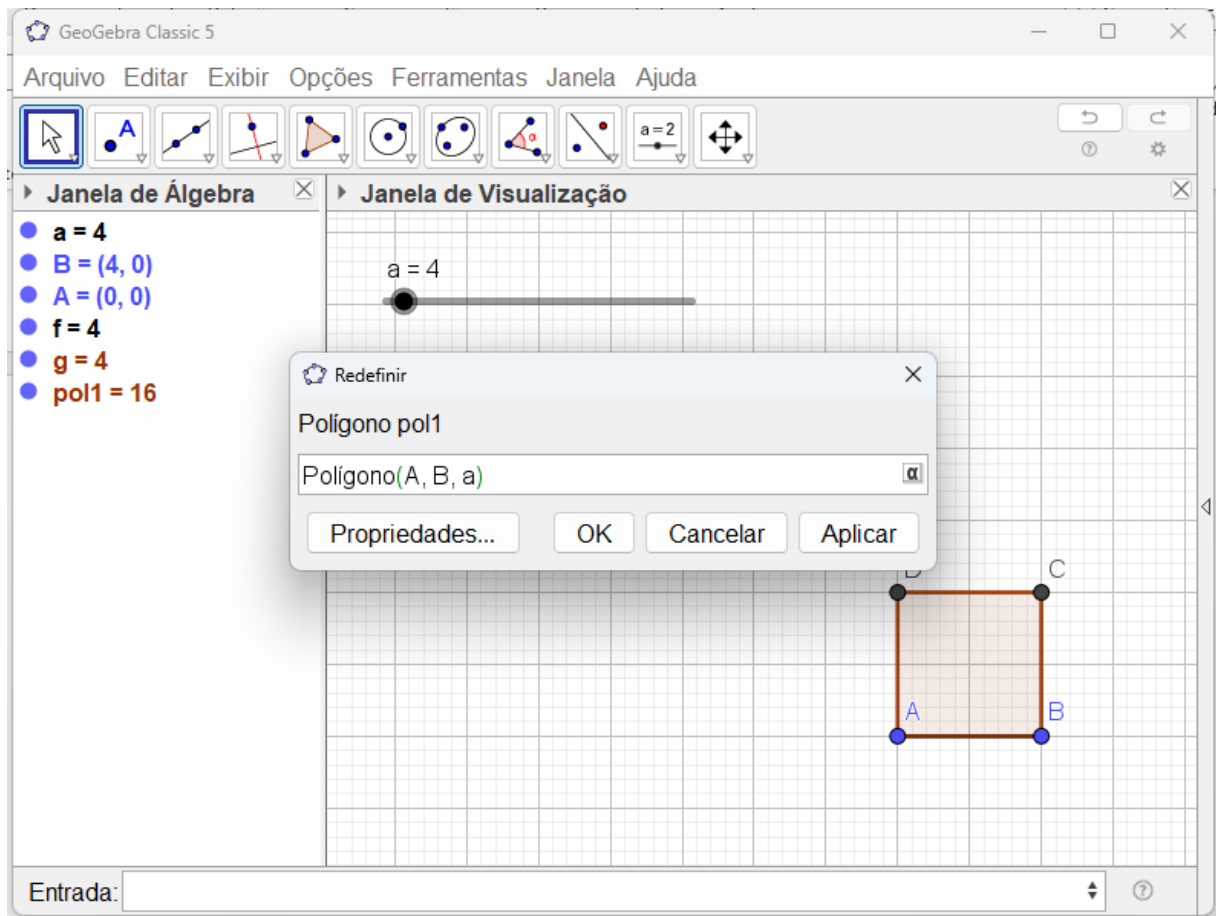 GeoGebra Classic 5
Arquivo Editar Exibir Opções Ferramentas Janela Ajuda
A
α
a = 2
Janela de Álgebra
Janela de Visualização
a = 4
B = (4, 0)
A = (0, 0)
f = 4
g = 4
pol1 = 16
a = 4
Redefinir
Polígono pol1
Polígono(A, B, a)
α
Propriedades... OK Cancelar Aplicar
D C
A B
Entrada: